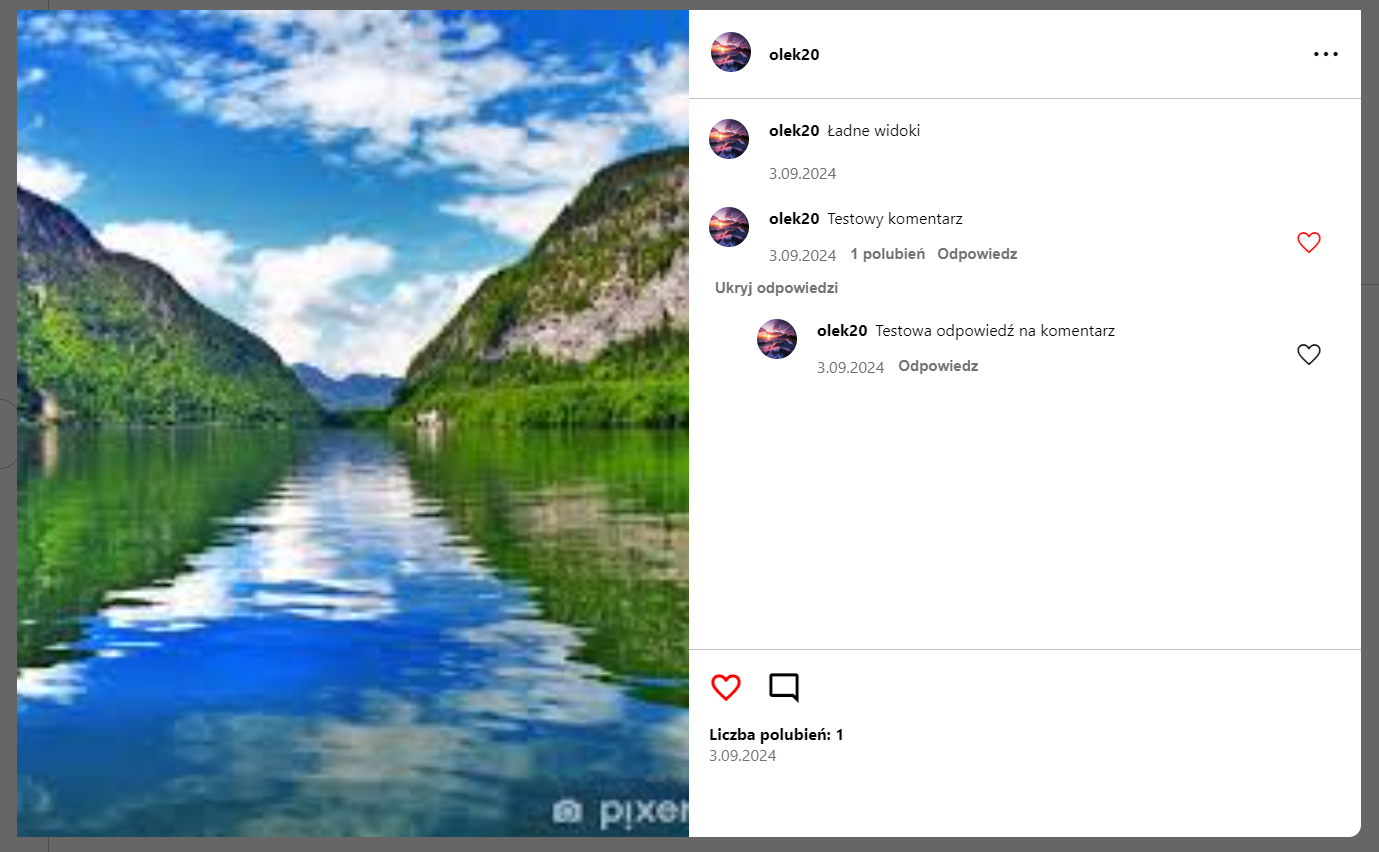 olek20
olek20 Ładne widoki
3.09.2024
olek20 Testowy komentarz
3.09.2024 1 polubień Odpowiedz
Ukryj odpowiedzi
olek20 Testowa odpowiedź na komentarz
3.09.2024 Odpowiedz
Liczba polubień: 1
3.09.2024